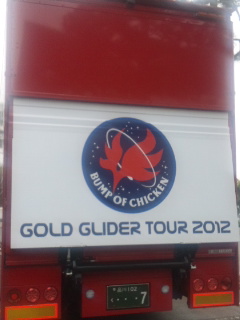 BUMP OF CHICKEN
GOLD GLIDER TOUR 2012
7